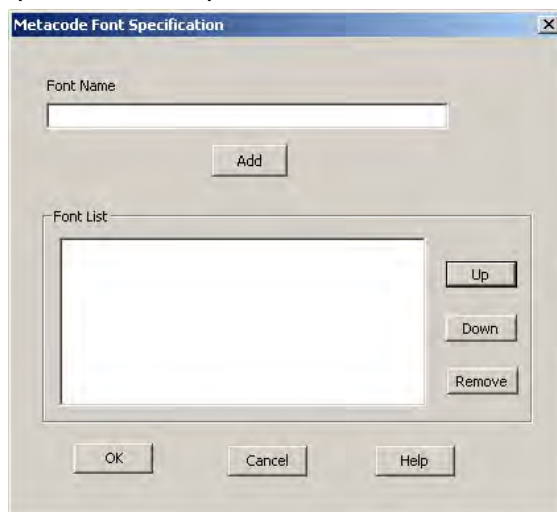 Metacode Font Specification
Font Name
Add
Font List
Up
Down
Remove
OK
Cancel
Help